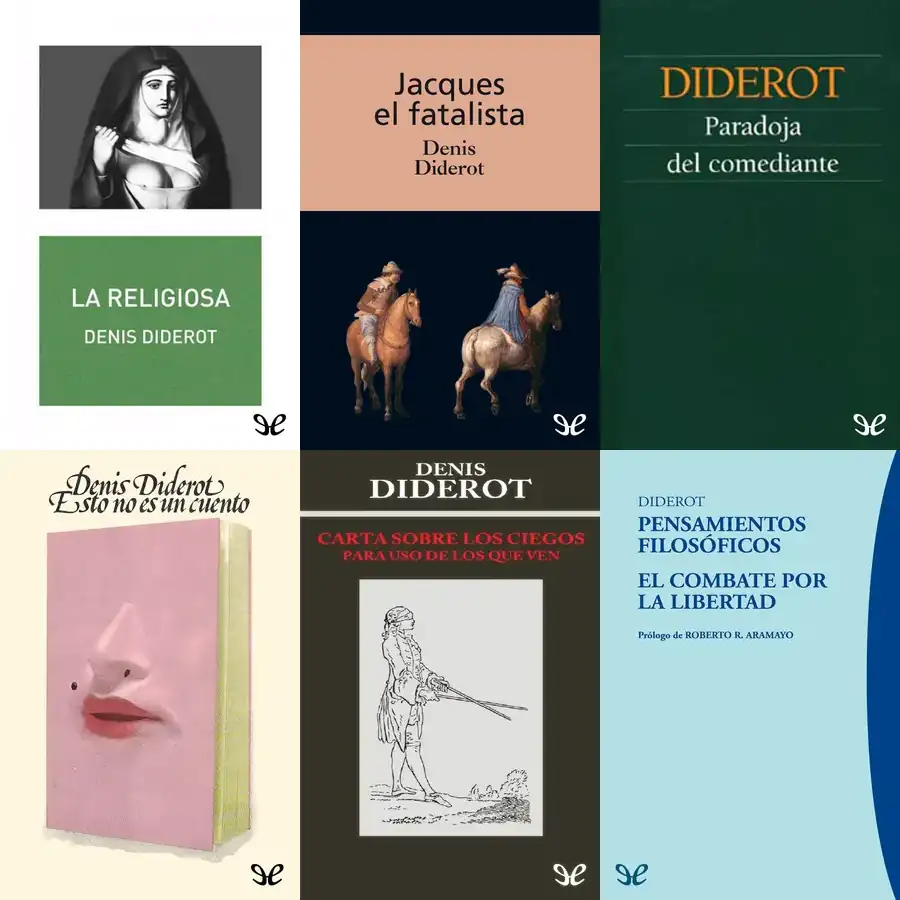 LA RELIGIOSA
DENIS DIDEROT
Jacques
el fatalista
Denis
Diderot
DIDEROT
Paradoja
del comediante
Denis Diderot
Esto no es un cuento
DENIS
DIDEROT
CARTA SOBRE LOS CIEGOS
PARA USO DE LOS QUE VEN
DIDEROT
PENSAMIENTOS
FILOSÓFICOS
EL COMBATE POR
LA LIBERTAD
Prólogo de ROBERTO R. ARAMAYO